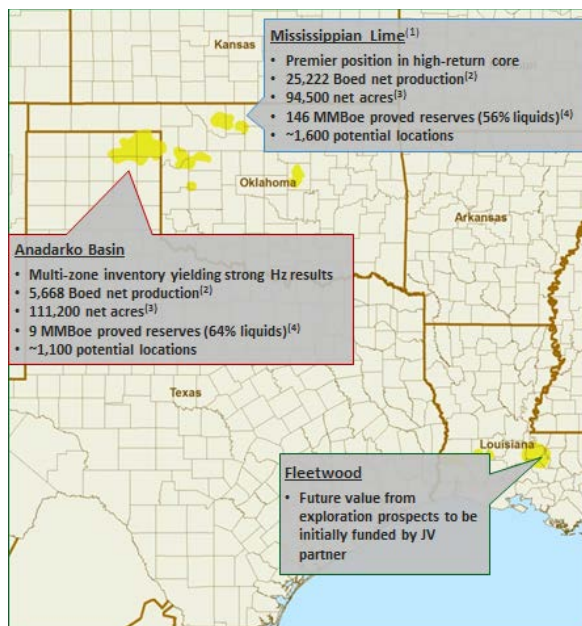 Kansas
Mississippian Lime(1)
• Premier position in high-return core
• 25,222 Boed net production(2)
• 94,500 net acres(3)
• 146 MMBoe proved reserves (56% liquids)(4)
• ~1,600 potential locations
Oklahoma
Arkansas
Anadarko Basin
• Multi-zone inventory yielding strong Hz results
• 5,668 Boed net production(2)
• 111,200 net acres(3)
• 9 MMBoe proved reserves (64% liquids)(4)
• ~1,100 potential locations
Texas
Louisiana
Fleetwood
• Future value from
exploration prospects to be
initially funded by JV
partner